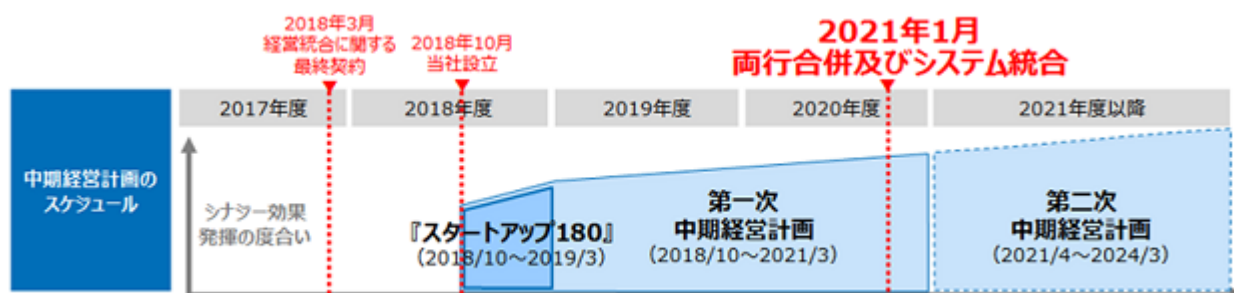 2018年3月
経営統合に関する
最終契約
2018年10月
当社設立
2021年1月
両行合併及びシステム統合
2017年度
2018年度
2019年度
2020年度
2021年度以降
中期経営計画の
スケジュール
シナジー効果
発揮の度合い
『スタートアップ180』
（2018/10～2019/3）
第一次
中期経営計画
（2018/10～2021/3）
第二次
中期経営計画
（2021/4～2024/3）